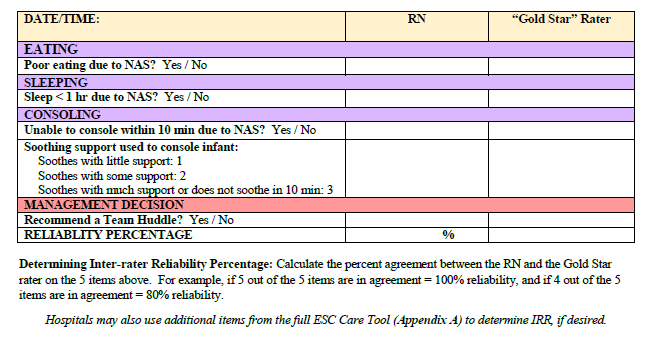 DATE/TIME: RN “Gold Star” Rater
EATING
Poor eating due to NAS? Yes / No
SLEEPING
Sleep < 1 hr due to NAS? Yes / No
CONSOLING
Unable to console within 10 min due to NAS? Yes / No
Soothing support used to console infant:
Soothes with little support: 1
Soothes with some support: 2
Soothes with much support or does not soothe in 10 min: 3
MANAGEMENT DECISION
Recommend a Team Huddle? Yes / No
RELIABLITY PERCENTAGE %
Determining Inter-rater Reliability Percentage: Calculate the percent agreement between the RN and the Gold Star
rater on the 5 items above. For example, if 5 out of the 5 items are in agreement = 100% reliability, and if 4 out of the 5
items are in agreement = 80% reliability.
Hospitals may also use additional items from the full ESC Care Tool (Appendix A) to determine IRR, if desired.